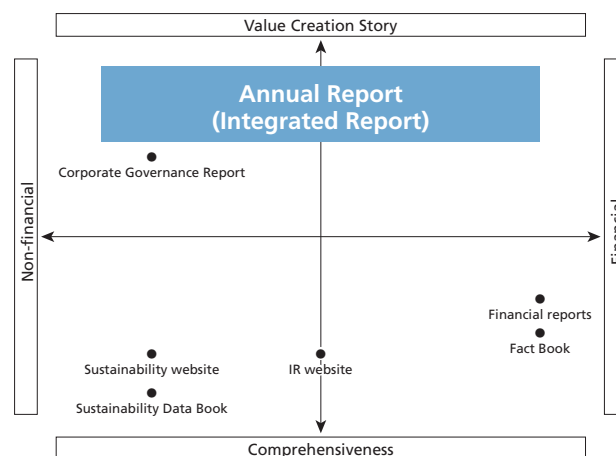 Value Creation Story
Annual Report
(Integrated Report)
Corporate Governance Report
Non-financial
Financial
Financial reports
Fact Book
Sustainability website
IR website
Sustainability Data Book
Comprehensiveness